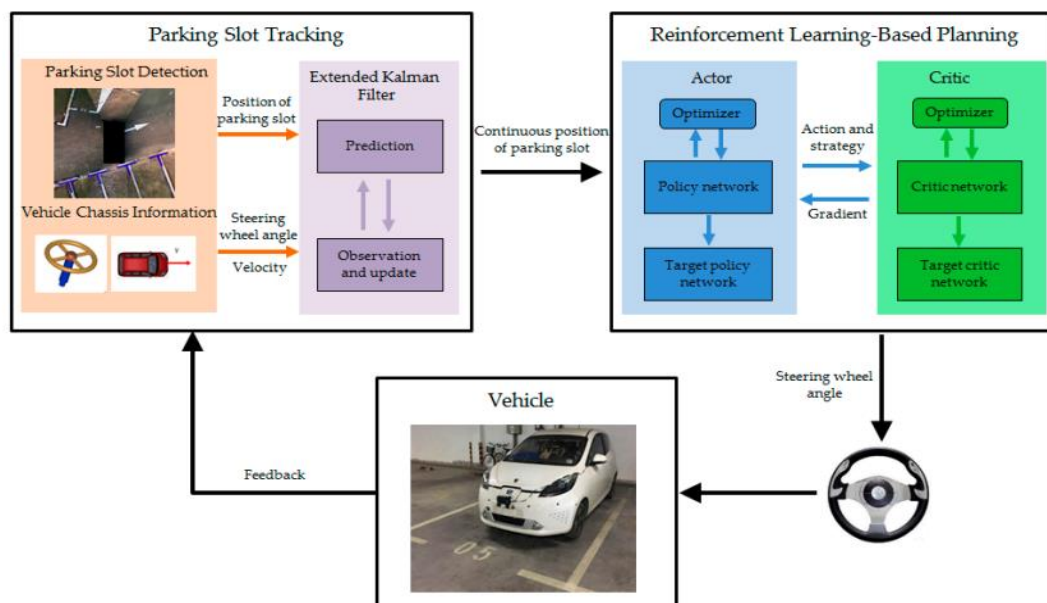 Parking Slot Tracking
Parking Slot Detection
Position of
parking slot
Vehicle Chassis Information
Steering
wheel angle
Velocity
v
Extended Kalman
Filter
Prediction
Observation
and update
Continuous position
of parking slot
Reinforcement Learning-Based Planning
Actor
Optimizer
Policy network
Target policy
network
Action and
strategy
Gradient
Critic
Optimizer
Critic network
Target critic
network
Steering wheel
angle
Vehicle
05
Feedback